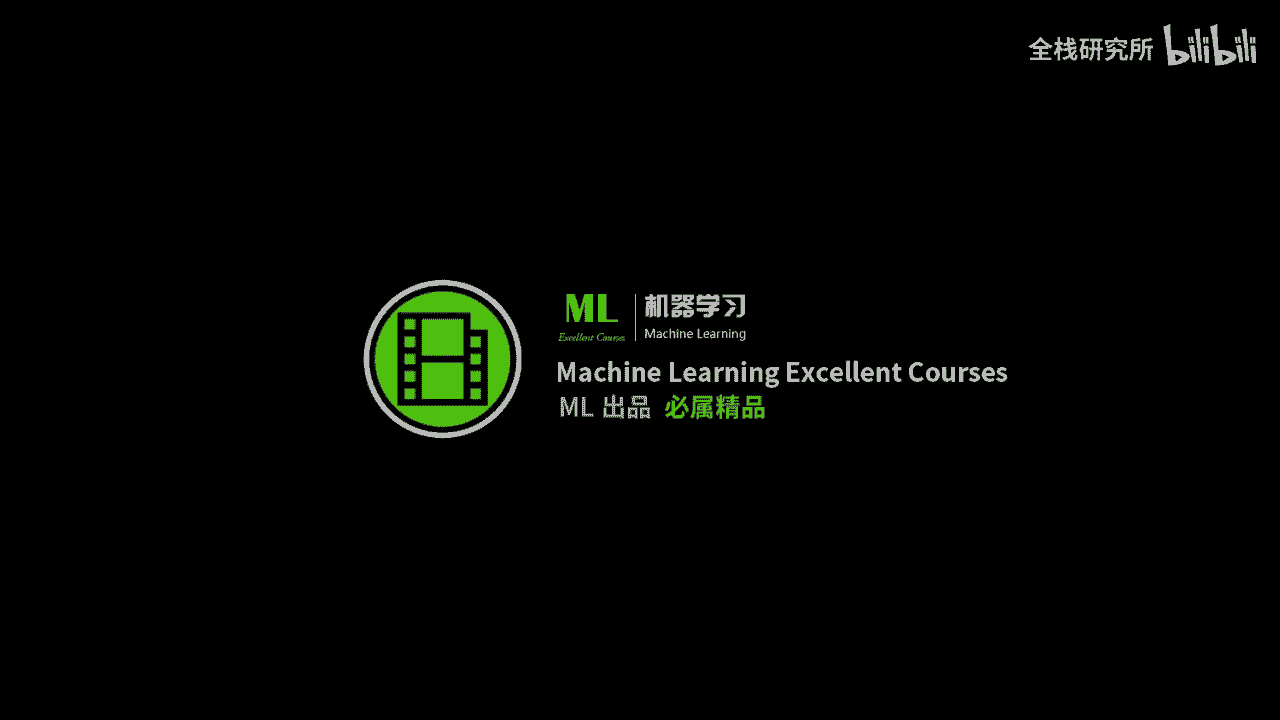 全栈研究所 bilibili
ML 机器学习
Excellent Courses Machine Learning
Machine Learning Excellent Courses
ML 出品 必属精品